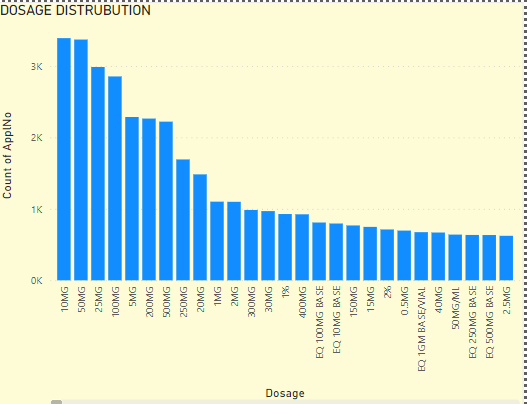 DOSAGE DISTRUBUTION
Count of ApplNo
3K
2K
1K
0K
10MG
50MG
25MG
100MG
5MG
200MG
500MG
250MG
20MG
1MG
2MG
300MG
30MG
1%
400MG
EQ 100MG BASE
EQ 10MG BASE
150MG
15MG
2%
0.5MG
EQ 1GM BASE/VIAL
40MG
50MG/ML
EQ 250MG BASE
EQ 500MG BASE
2.5MG
Dosage